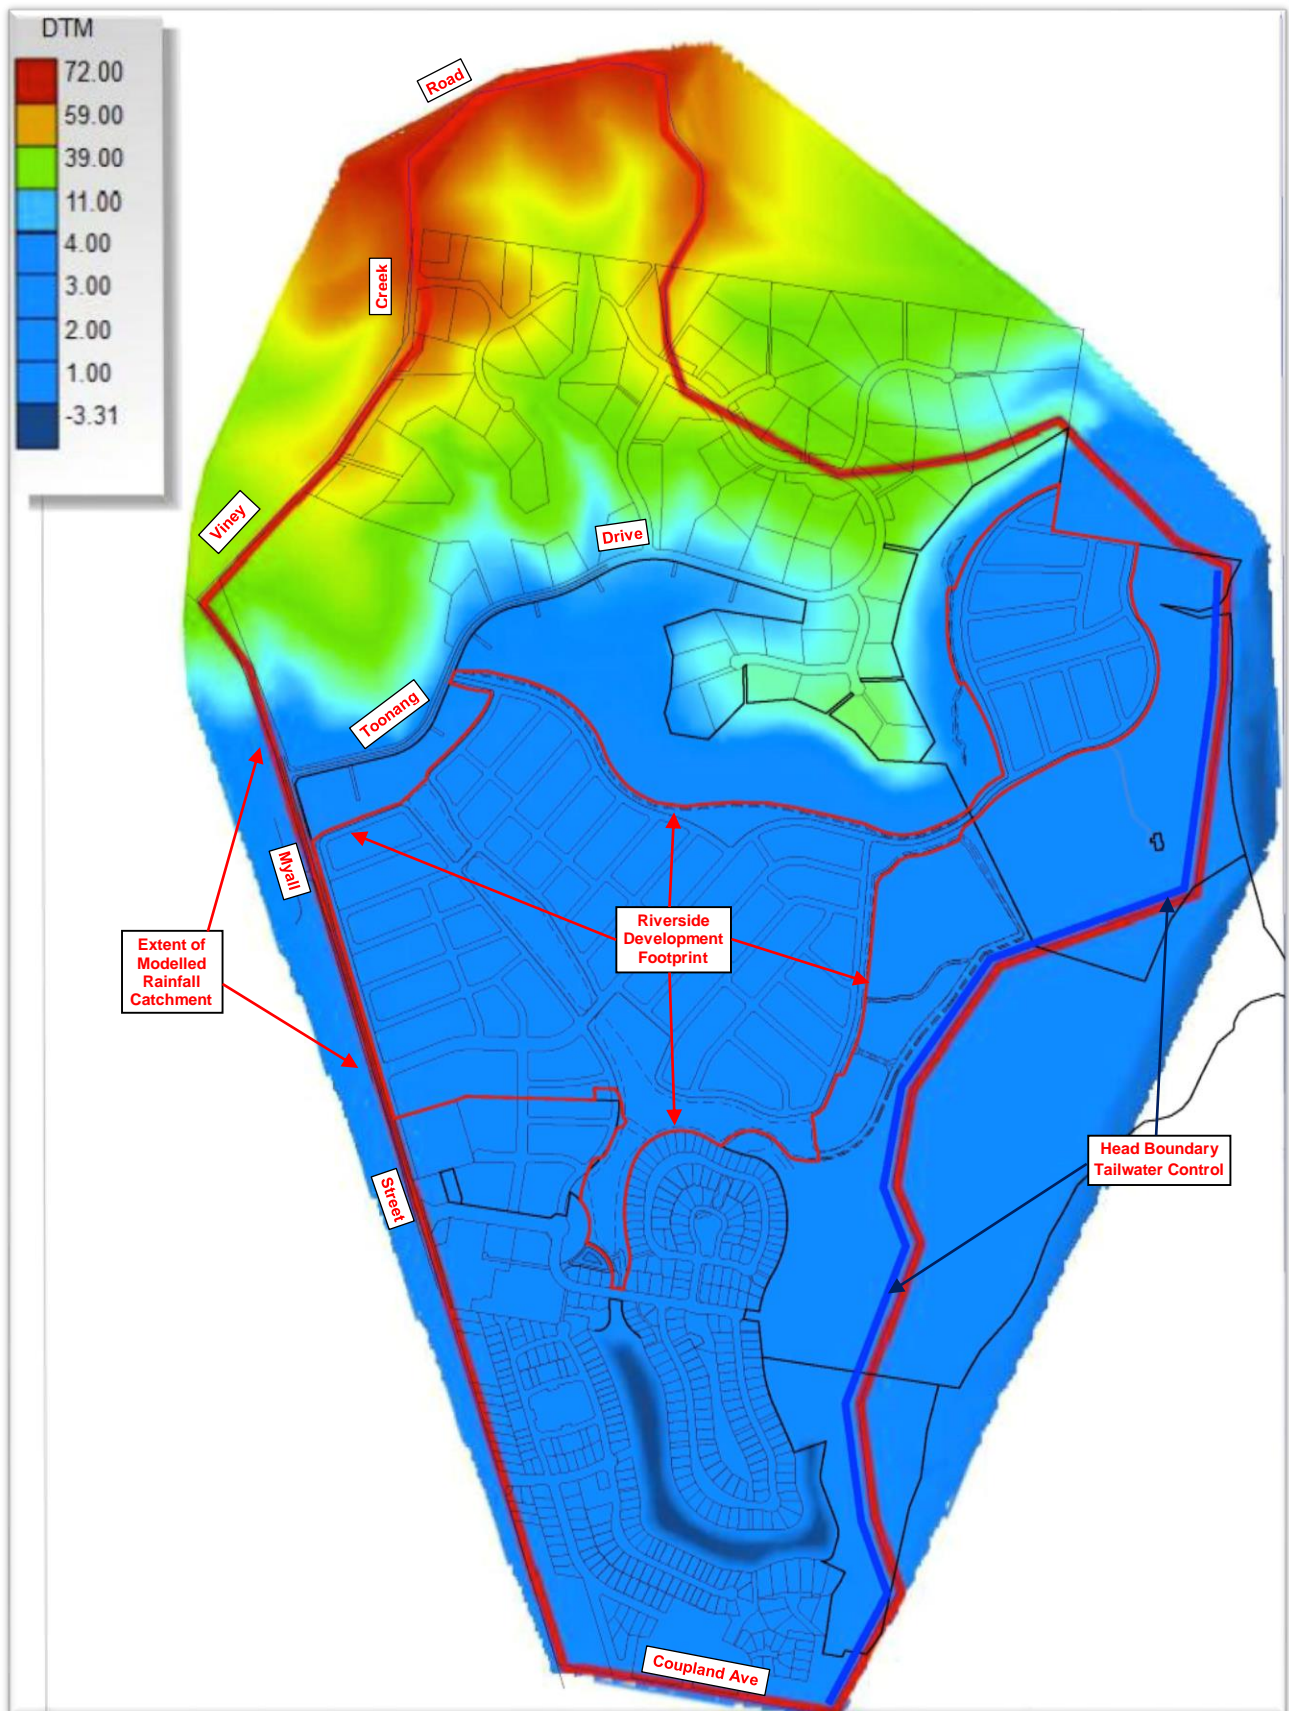 DTM
72.00
59.00
39.00
11.00
4.00
3.00
2.00
1.00
-3.31
Road
Creek
Viney
Drive
Toonang
Myall
Extent of
Modelled
Rainfall
Catchment
Riverside
Development
Footprint
Head Boundary
Tailwater Control
Street
Coupland Ave